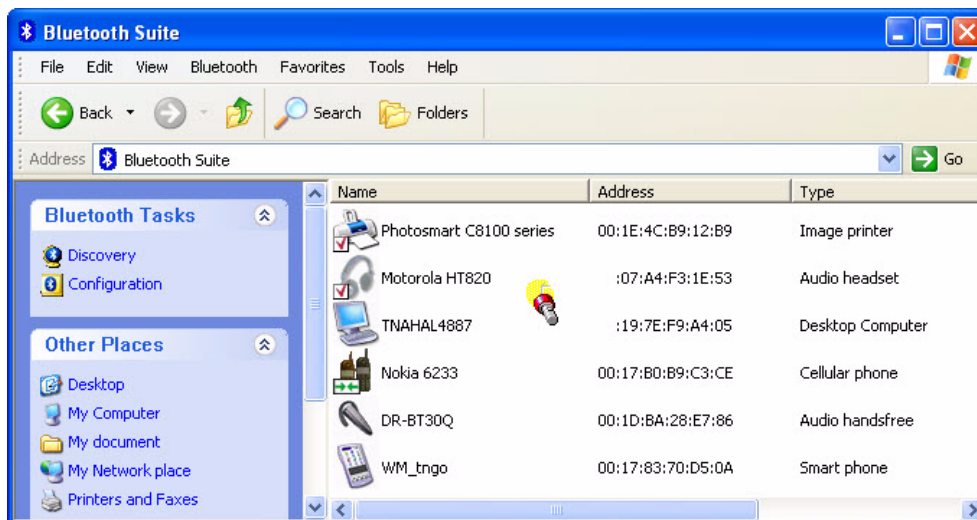 Bluetooth Suite
File Edit View Bluetooth Favorites Tools Help
Back Search Folders
Address Bluetooth Suite Go
Bluetooth Tasks
Discovery
Configuration
Other Places
Desktop
My Computer
My document
My Network place
Printers and Faxes
Name Address Type
Photosmart C8100 series 00:1E:4C:B9:12:B9 Image printer
Motorola HT820 :07:A4:F3:1E:53 Audio headset
TNAHAL4887 :19:7E:F9:A4:05 Desktop Computer
Nokia 6233 00:17:B0:B9:C3:CE Cellular phone
DR-BT30Q 00:1D:BA:28:E7:86 Audio handsfree
WM_tngo 00:17:83:70:D5:0A Smart phone